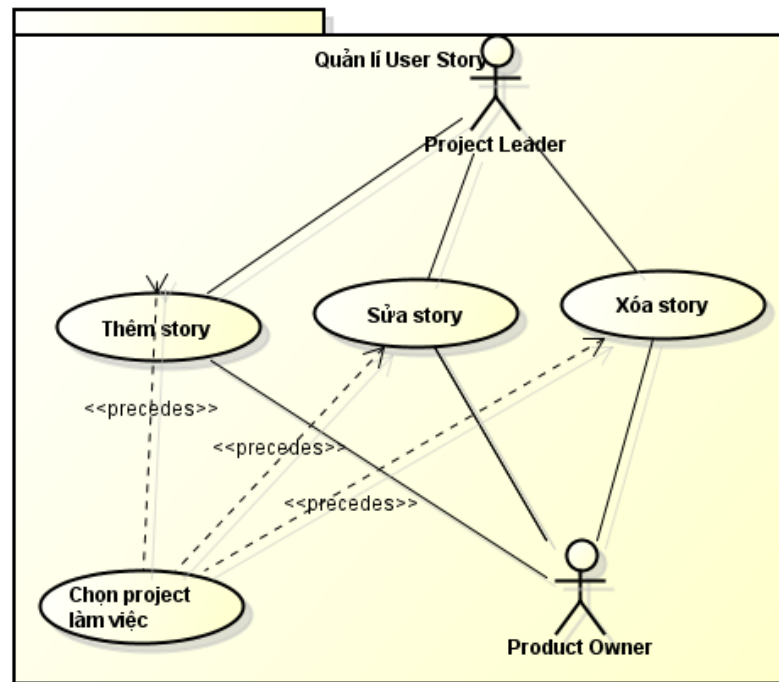 Quản lí User Story
Project Leader
Thêm story
Sửa story
Xóa story
<<precedes>>
<<precedes>>
<<precedes>>
Chọn project
làm việc
Product Owner